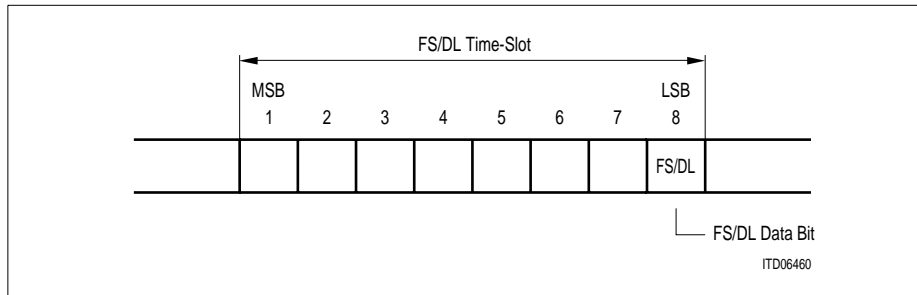 FS/DL Time-Slot
MSB LSB
1 2 3 4 5 6 7 8
FS/DL
FS/DL Data Bit
ITD06460